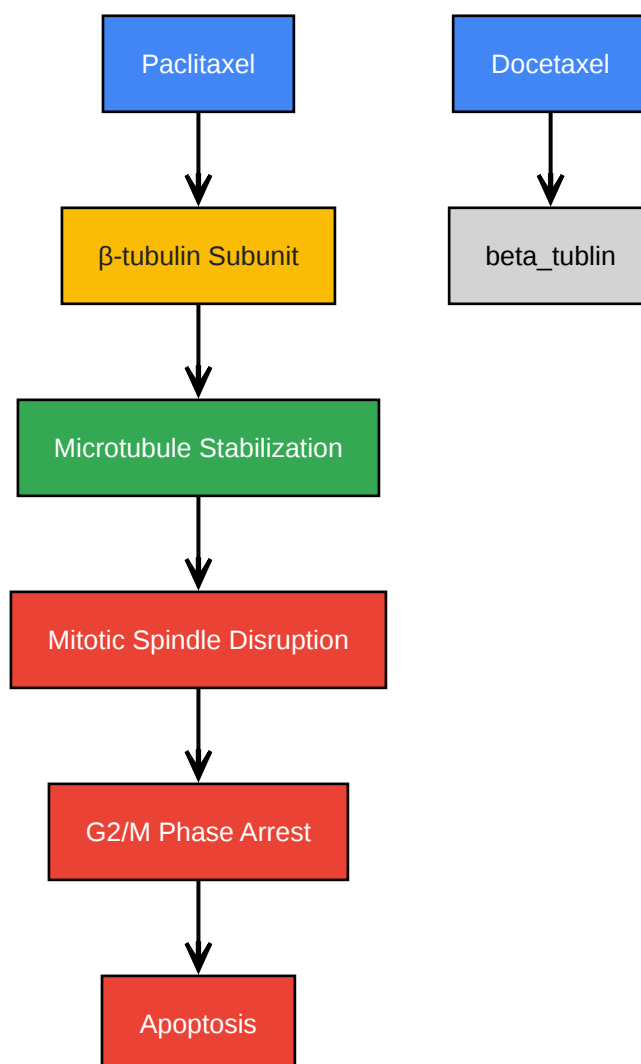 Paclitaxel
Docetaxel
β-tubulin Subunit
beta_tublin
Microtubule Stabilization
Mitotic Spindle Disruption
G2/M Phase Arrest
Apoptosis